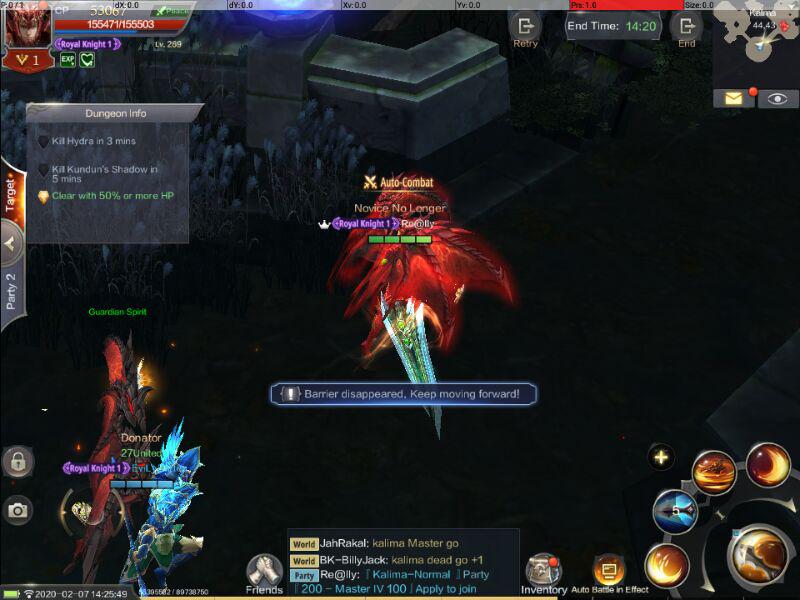 P:0/1 dX:0.0 dY:0.0 Xv:0.0 Yv:0.0 Prs:1.0 Size:0.0
CP 53067 Peace
155471/155503
Royal Knight 1 Lv. 269
V 1 EXP
Retry
End Time: 14:20
End
Kalima
44,43
Dungeon Info
Kill Hydra in 3 mins
Kill Kundun's Shadow in
5 mins
Clear with 50% or more HP
Target
Party 2
Auto-Combat
Novice No Longer
Royal Knight 1 Re@lly
Guardian Spirit
Barrier disappeared, Keep moving forward!
Donator
27United
Royal Knight 1
5
World JahRakal: kalima Master go
World BK-BillyJack: kalima dead go +1
Party Re@lly: 『 Kalima-Normal 』Party
『 200 - Master IV 100 』Apply to join
Friends
Inventory
Auto Battle in Effect
2020-02-07 14:25:49
/ 89738750